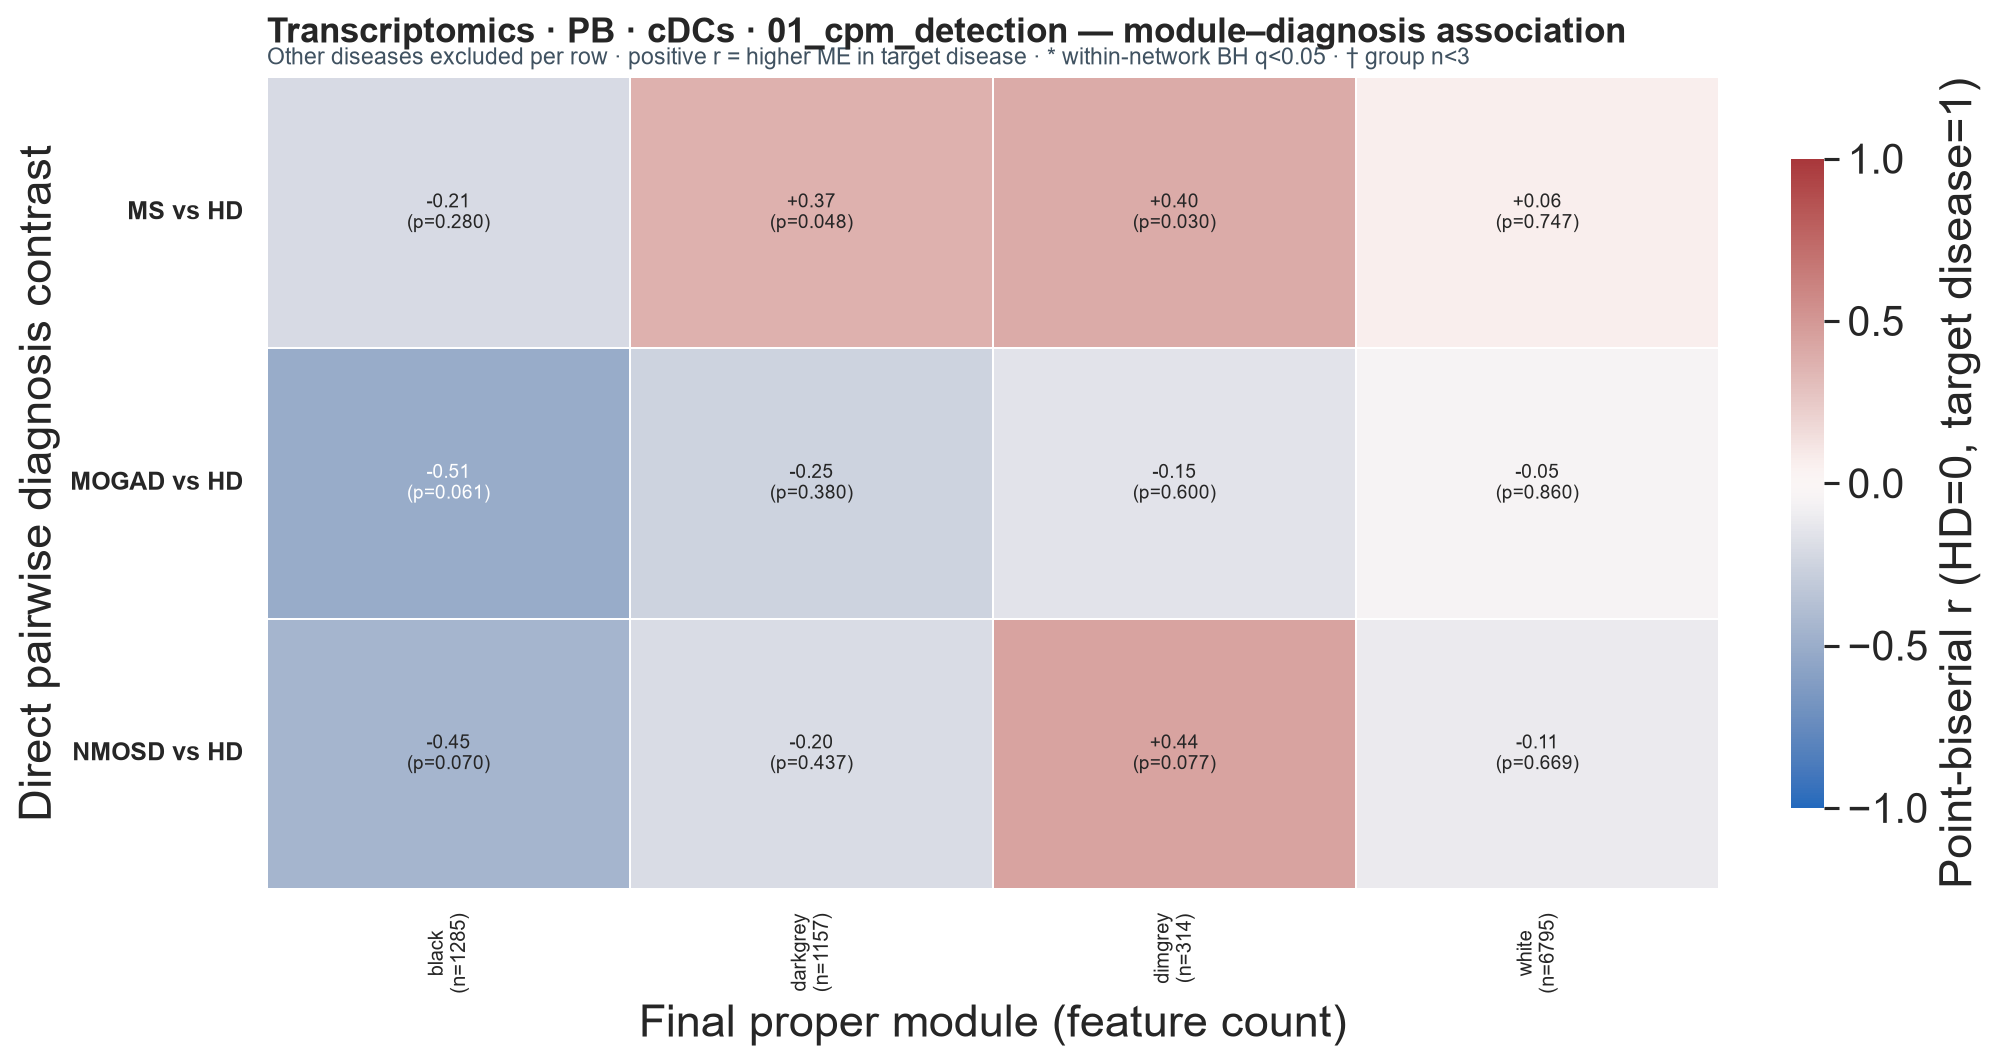 Transcriptomics · PB · cDCs · 01_cpm_detection — module–diagnosis association
Other diseases excluded per row · positive r = higher ME in target disease · * within-network BH q<0.05 · † group n<3
Direct pairwise diagnosis contrast
MS vs HD
-0.21
(p=0.280)
+0.37
(p=0.048)
+0.40
(p=0.030)
+0.06
(p=0.747)
MOGAD vs HD
-0.51
(p=0.061)
-0.25
(p=0.380)
-0.15
(p=0.600)
-0.05
(p=0.860)
NMOSD vs HD
-0.45
(p=0.070)
-0.20
(p=0.437)
+0.44
(p=0.077)
-0.11
(p=0.669)
black
(n=1285)
darkgrey
(n=1157)
dimgrey
(n=314)
white
(n=6795)
Final proper module (feature count)
1.0
0.5
0.0
−0.5
−1.0
Point-biserial r (HD=0, target disease=1)